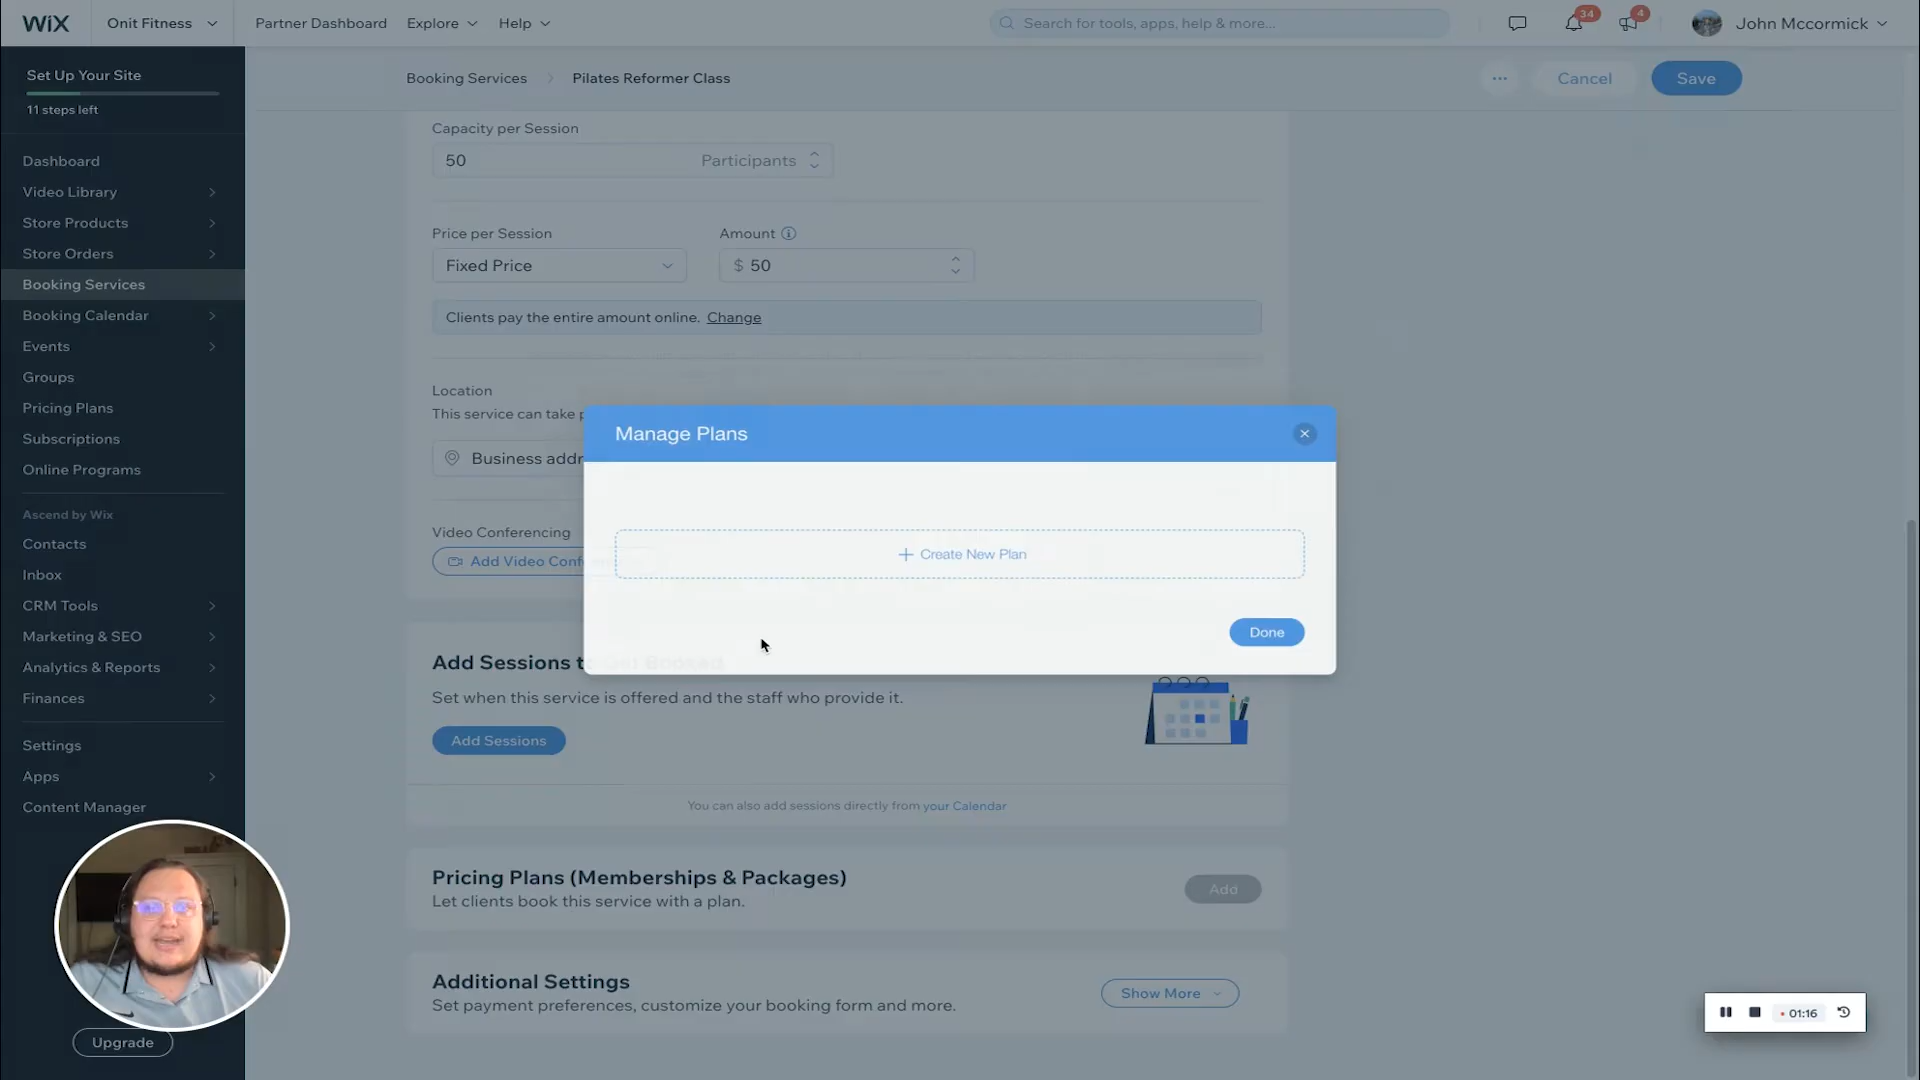 WiX
Onit Fitness
Partner Dashboard
Explore
Help
Search for tools, apps, help & more...
34
4
John Mccormick
Set Up Your Site
11 steps left
Booking Services
Pilates Reformer Class
Cancel
Save
Dashboard
Video Library
Store Products
Store Orders
Booking Services
Booking Calendar
Events
Groups
Pricing Plans
Subscriptions
Online Programs
Ascend by Wix
Contacts
Inbox
CRM Tools
Marketing & SEO
Analytics & Reports
Finances
Settings
Apps
Content Manager
Upgrade
Capacity per Session
50 Participants
Price per Session
Amount
Fixed Price
$ 50
Clients pay the entire amount online. Change
Location
This service can take p
Business addr
Video Conferencing
Add Video Conf
Manage Plans
+ Create New Plan
Done
Add Sessions to Get Booked
Set when this service is offered and the staff who provide it.
Add Sessions
You can also add sessions directly from your Calendar
Pricing Plans (Memberships & Packages)
Let clients book this service with a plan.
Add
Additional Settings
Set payment preferences, customize your booking form and more.
Show More
01:16